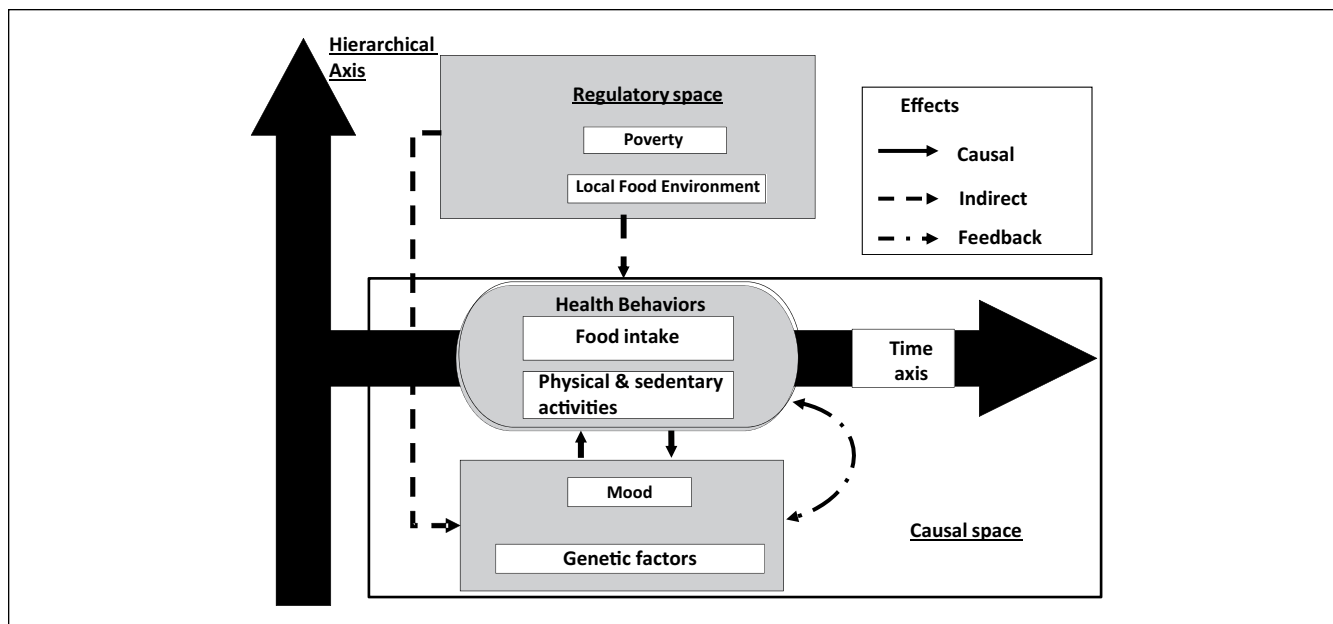 Hierarchical
Axis
Regulatory space
Poverty
Local Food Environment
Effects
Causal
Indirect
Feedback
Health Behaviors
Food intake
Physical & sedentary
activities
Time
axis
Mood
Genetic factors
Causal space